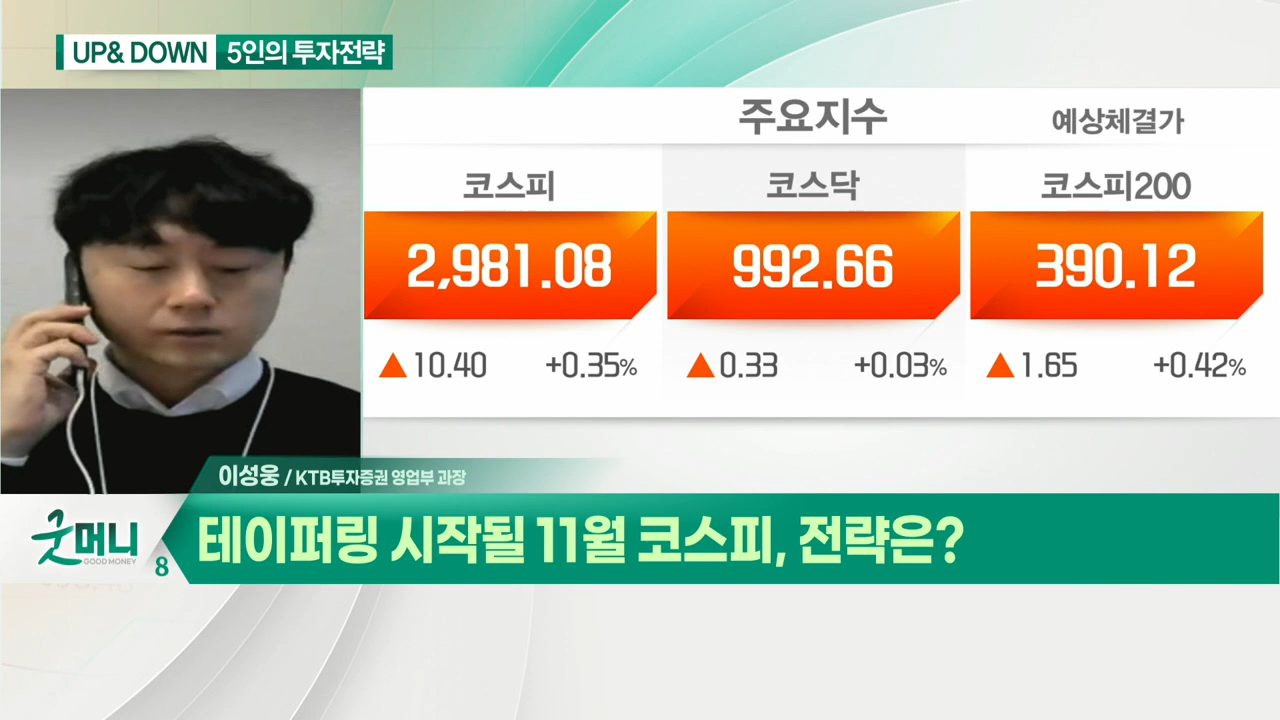 UP& DOWN 5인의 투자전략
주요지수 예상체결가
코스피 코스닥 코스피200
2,981.08 992.66 390.12
▲ 10.40 +0.35% ▲ 0.33 +0.03% ▲ 1.65 +0.42%
이성웅 / KTB투자증권 영업부 과장
굿머니
GOOD MONEY
8
테이퍼링 시작될 11월 코스피, 전략은?